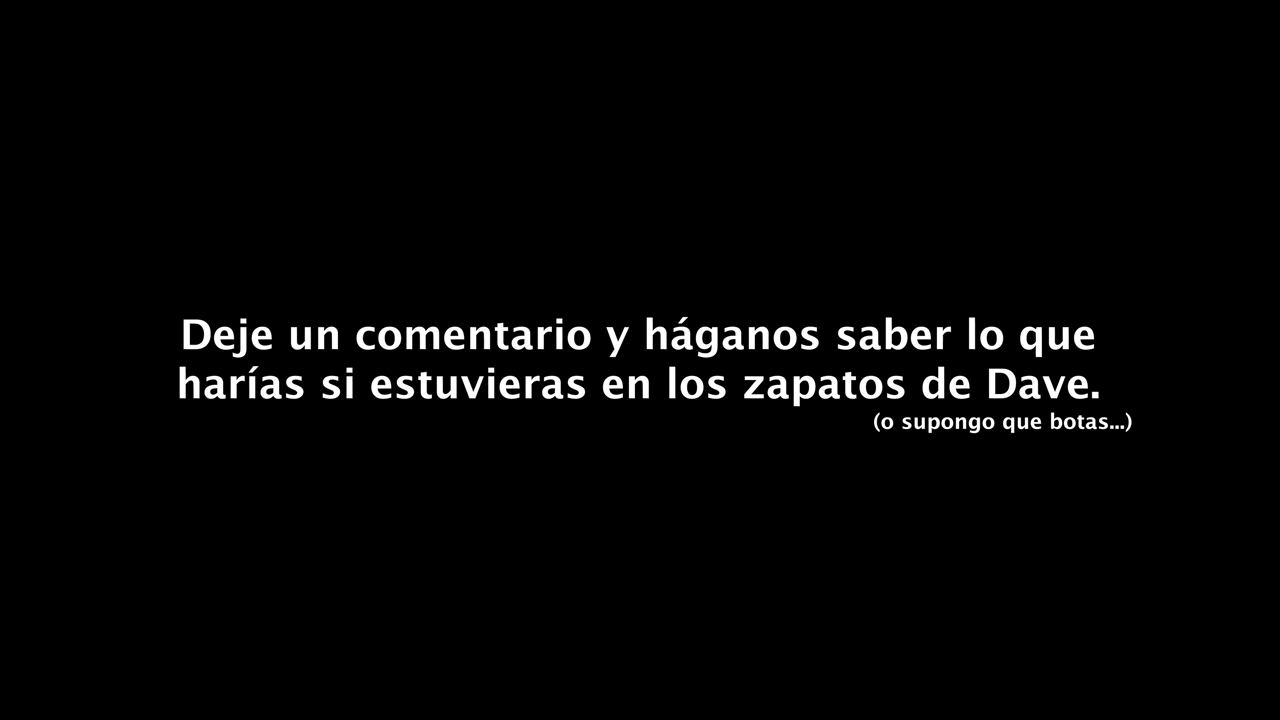 Deje un comentario y háganos saber lo que
harías si estuvieras en los zapatos de Dave.
(o supongo que botas...)